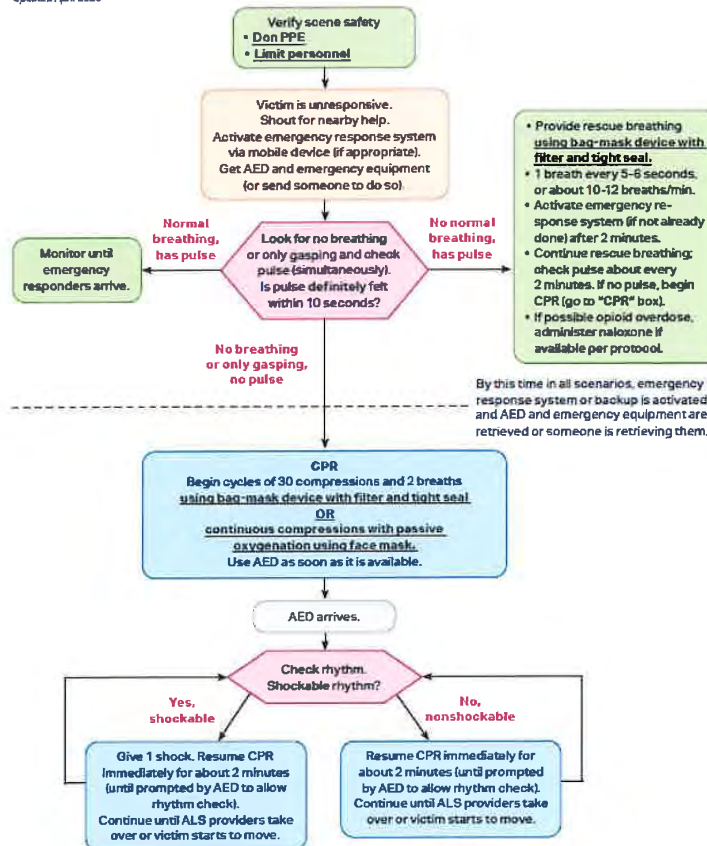 Verify scene safety
• Don PPE
• Limit personnel
Victim is unresponsive.
Shout for nearby help.
Activate emergency response system
via mobile device (if appropriate).
Get AED and emergency equipment
(or send someone to do so).
Normal
breathing,
has pulse
Look for no breathing
or only gasping and check
pulse (simultaneously).
Is pulse definitely felt
within 10 seconds?
No normal
breathing,
has pulse
Monitor until
emergency
responders arrive.
• Provide rescue breathing
using bag-mask device with
filter and tight seal.
• 1 breath every 5-6 seconds,
or about 10-12 breaths/min.
• Activate emergency re-
sponse system (if not already
done) after 2 minutes.
• Continue rescue breathing;
check pulse about every
2 minutes. If no pulse, begin
CPR (go to "CPR" box).
• If possible opioid overdose,
administer naloxone if
available per protocol.
No breathing
or only gasping,
no pulse
By this time in all scenarios, emergency
response system or backup is activated
and AED and emergency equipment are
retrieved or someone is retrieving them.
CPR
Begin cycles of 30 compressions and 2 breaths
using bag-mask device with filter and tight seal
OR
continuous compressions with passive
oxygenation using face mask.
Use AED as soon as it is available.
AED arrives.
Check rhythm.
Shockable rhythm?
Yes,
shockable
No,
nonshockable
Give 1 shock. Resume CPR
immediately for about 2 minutes
(until prompted by AED to allow
rhythm check).
Continue until ALS providers take
over or victim starts to move.
Resume CPR immediately for
about 2 minutes (until prompted
by AED to allow rhythm check).
Continue until ALS providers take
over or victim starts to move.